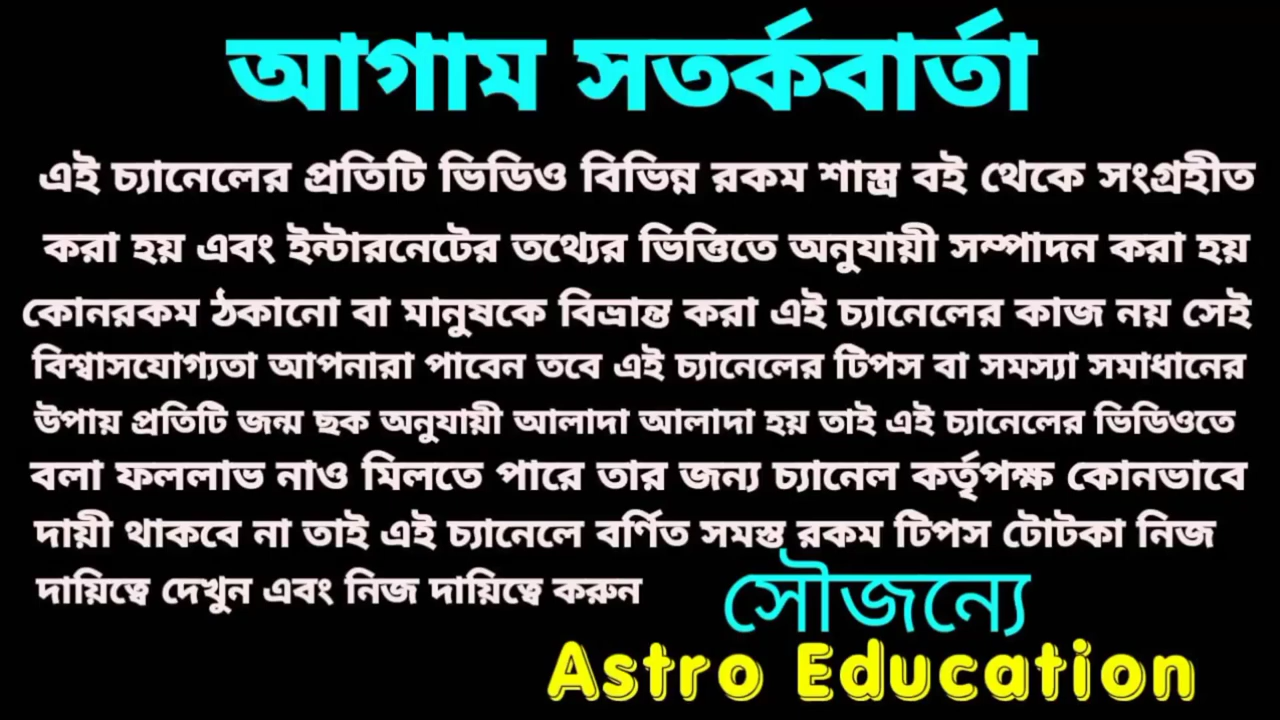 আগাম সতর্কবার্তা
এই চ্যানেলের প্রতিটি ভিডিও বিভিন্ন রকম শাস্ত্র বই থেকে সংগ্রহীত
করা হয় এবং ইন্টারনেটের তথ্যের ভিত্তিতে অনুযায়ী সম্পাদন করা হয়
কোনরকম ঠকানো বা মানুষকে বিভ্রান্ত করা এই চ্যানেলের কাজ নয় সেই
বিশ্বাসযোগ্যতা আপনারা পাবেন তবে এই চ্যানেলের টিপস বা সমস্যা সমাধানের
উপায় প্রতিটি জন্ম ছক অনুযায়ী আলাদা আলাদা হয় তাই এই চ্যানেলের ভিডিওতে
বলা ফললাভ নাও মিলতে পারে তার জন্য চ্যানেল কর্তৃপক্ষ কোনভাবে
দায়ী থাকবে না তাই এই চ্যানেলে বর্ণিত সমস্ত রকম টিপস টোটকা নিজ
দায়িত্বে দেখুন এবং নিজ দায়িত্বে করুন
সৌজন্যে
Astro Education